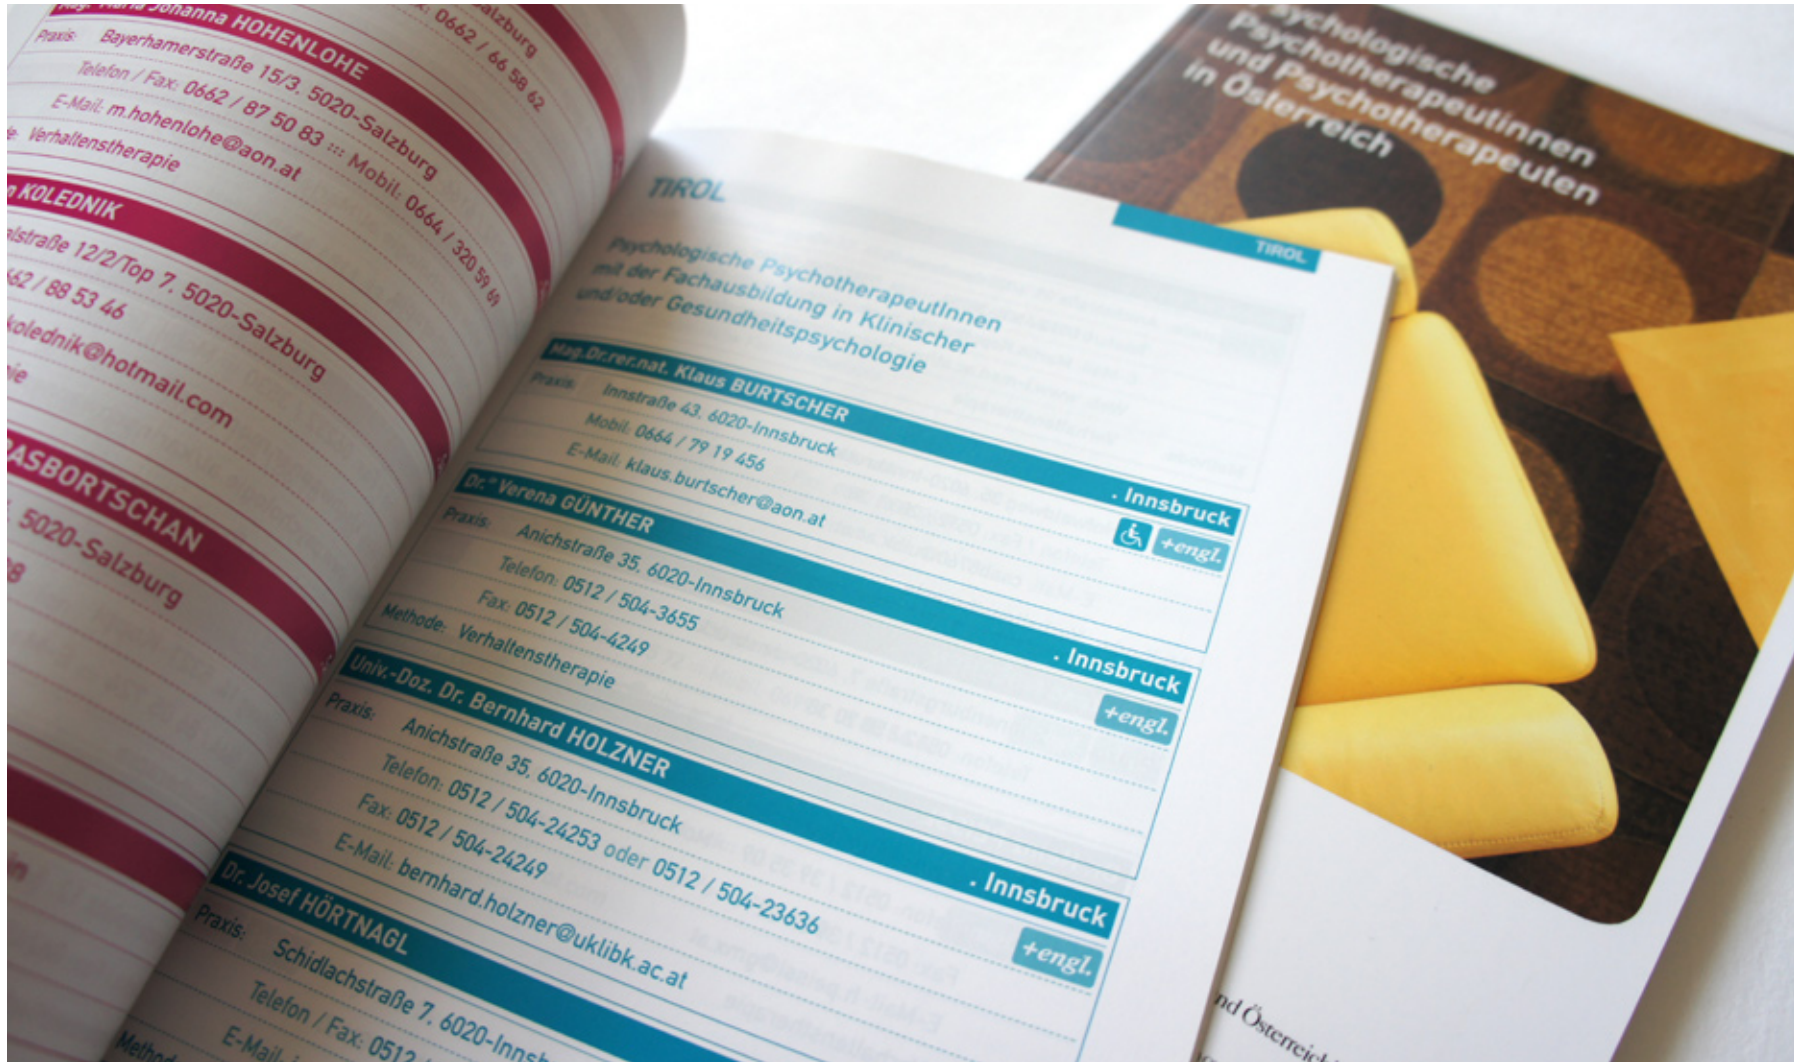 Mag. Maria Johanna HOHENLOHE
Praxis: Bayerhamerstraße 15/3, 5020-Salzburg
Telefon / Fax: 0662 / 87 50 83 ::: Mobil: 0664 / 320 59 69
E-Mail: m.hohenlohe@aon.at
Verhaltenstherapie
0662 / 66 58 62
KOLEDNIK
12/2/Top 7, 5020-Salzburg
88 53 46
kolednik@hotmail.com
5020-Salzburg
TIROL
TIROL
Psychologische PsychotherapeutInnen
mit der Fachausbildung in Klinischer
und/oder Gesundheitspsychologie
Mag.Dr.rer.nat. Klaus BURTSCHER . Innsbruck
Praxis: Innstraße 43, 6020-Innsbruck +engl.
Mobil: 0664 / 79 19 456
E-Mail: klaus.burtscher@aon.at
Dr.in Verena GÜNTHER . Innsbruck
Praxis: Anichstraße 35, 6020-Innsbruck +engl.
Telefon: 0512 / 504-3655
Fax: 0512 / 504-4249
Methode: Verhaltenstherapie
Univ.-Doz. Dr. Bernhard HOLZNER . Innsbruck
Praxis: Anichstraße 35, 6020-Innsbruck +engl.
Telefon: 0512 / 504-24253 oder 0512 / 504-23636
Fax: 0512 / 504-24249
E-Mail: bernhard.holzner@uklibk.ac.at
Dr. Josef HÖRTNAGL
Praxis: Schidlachstraße 7, 6020-Innsb
Telefon / Fax: 0512
E-Mail:
Psychologische
Psychotherapeutinnen
und Psychotherapeuten
in Österreich